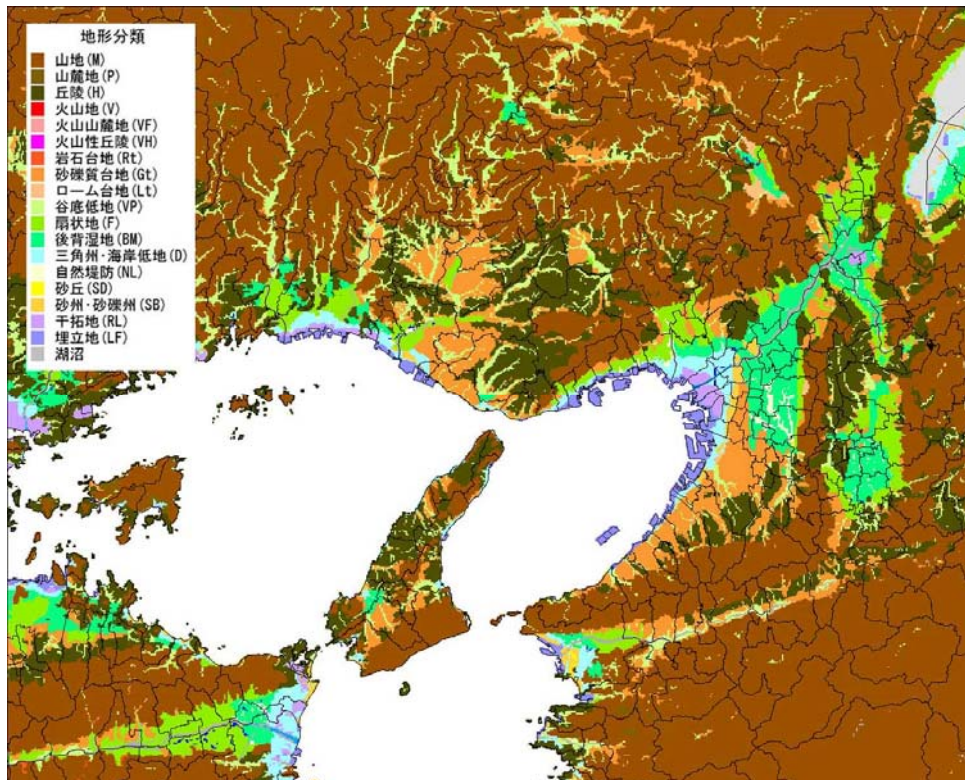 地形分類
山地(M)
山麓地(P)
丘陵(H)
火山地(V)
火山山麓地(VF)
火山性丘陵(VH)
岩石台地(Rt)
砂礫質台地(Gt)
ローム台地(Lt)
谷底低地(VP)
扇状地(F)
後背湿地(BM)
三角州･海岸低地(D)
自然堤防(NL)
砂丘(SD)
砂州･砂礫州(SB)
干拓地(RL)
埋立地(LF)
湖沼